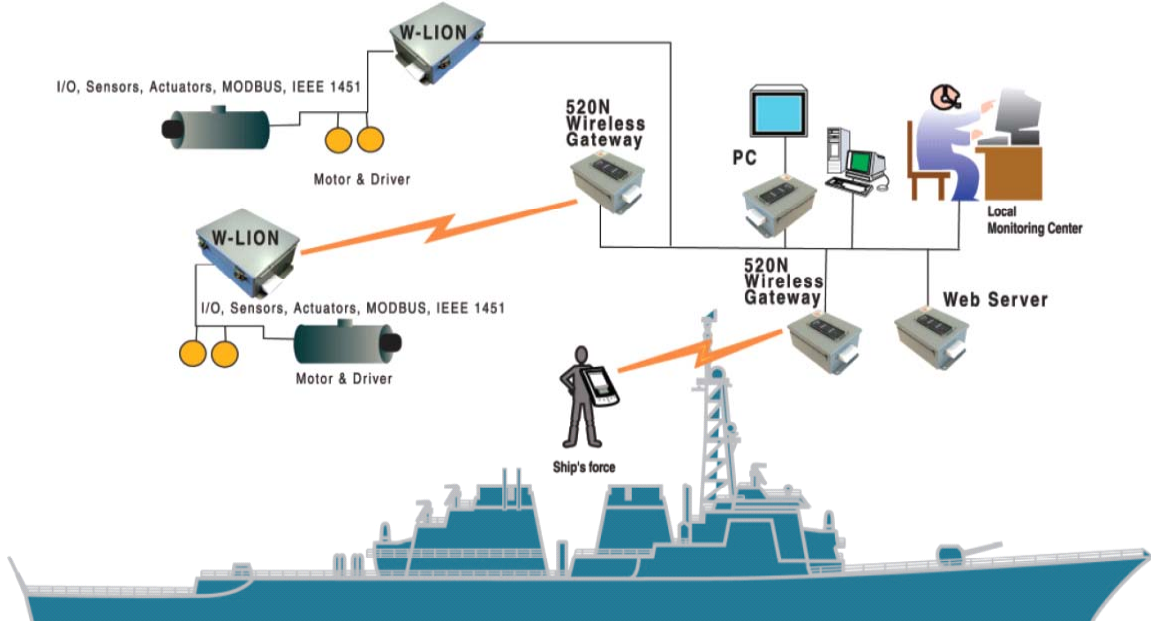 W-LION
I/O, Sensors, Actuators, MODBUS, IEEE 1451
Motor & Driver
520N
Wireless
Gateway
PC
Local
Monitoring Center
W-LION
I/O, Sensors, Actuators, MODBUS, IEEE 1451
Motor & Driver
520N
Wireless
Gateway
Web Server
Ship's force